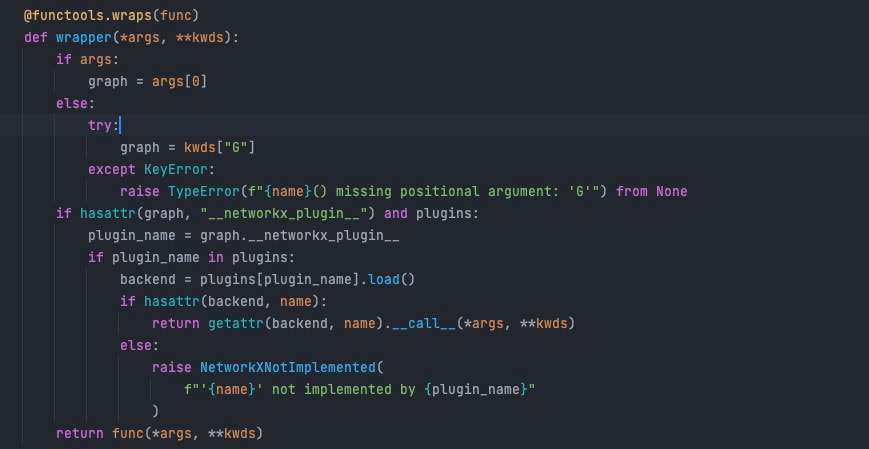 @functools.wraps(func)
def wrapper(*args, **kwds):
    if args:
        graph = args[0]
    else:
        try:
            graph = kwds["G"]
        except KeyError:
            raise TypeError(f"{name}() missing positional argument: 'G'") from None
    if hasattr(graph, "__networkx_plugin__") and plugins:
        plugin_name = graph.__networkx_plugin__
        if plugin_name in plugins:
            backend = plugins[plugin_name].load()
            if hasattr(backend, name):
                return getattr(backend, name).__call__(*args, **kwds)
            else:
                raise NetworkXNotImplemented(
                    f"'{name}' not implemented by {plugin_name}"
                )
    return func(*args, **kwds)